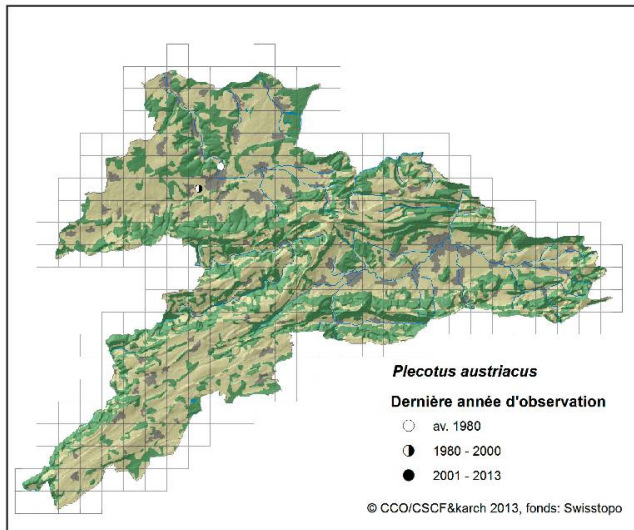 Plecotus austriacus
Dernière année d'observation
av. 1980
1980 - 2000
2001 - 2013
© CCO/CSCF&karch 2013, fonds: Swisstopo